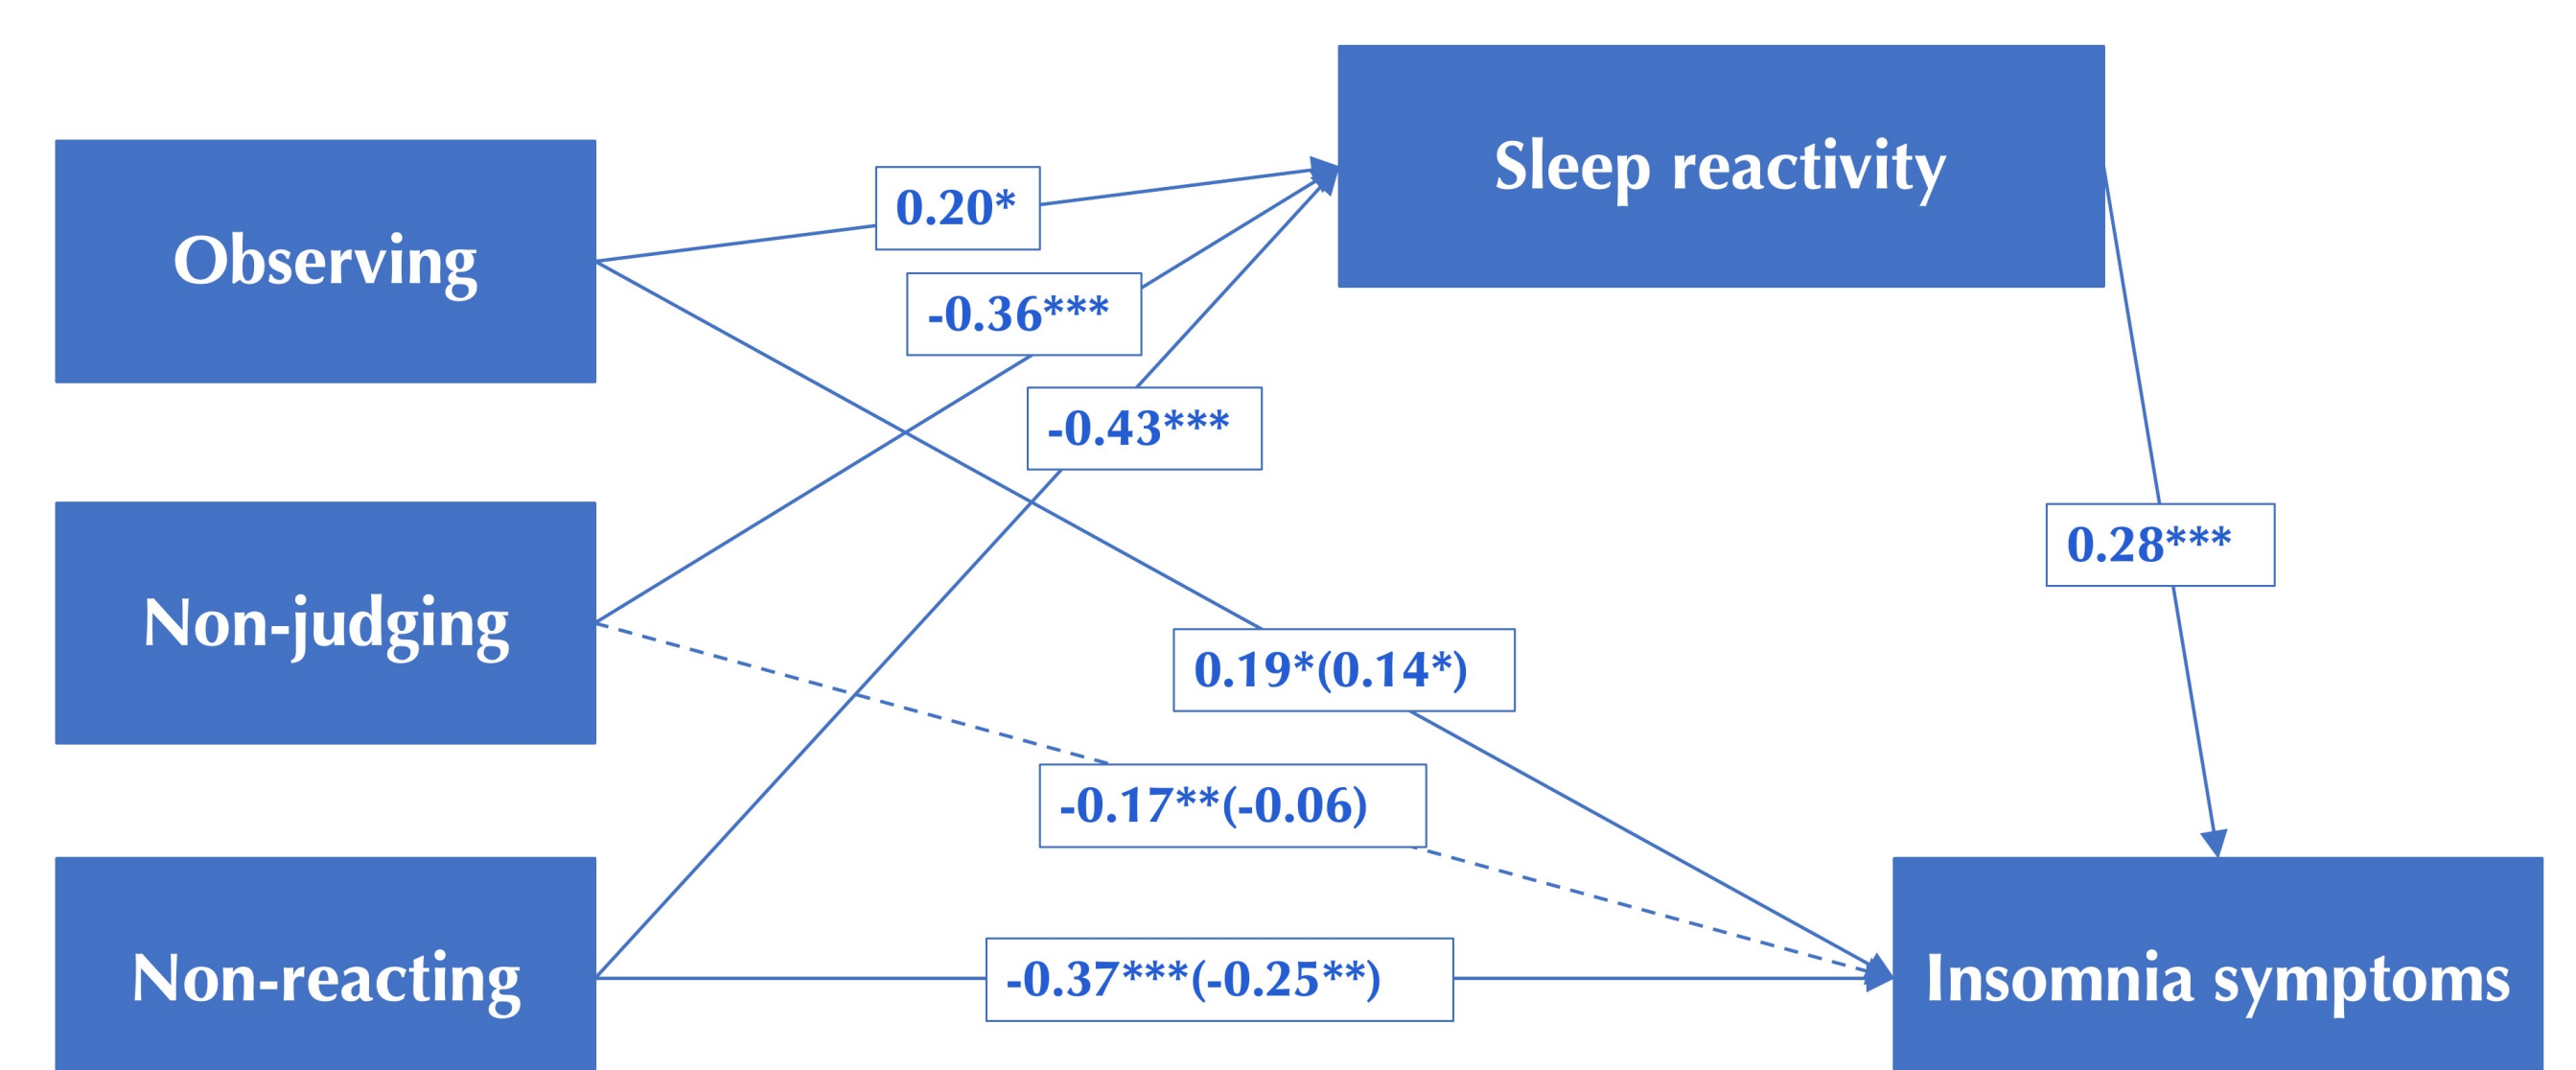 Sleep reactivity
Observing
0.20*
-0.36***
-0.43***
0.28***
Non-judging
0.19*(0.14*)
-0.17**(-0.06)
Non-reacting
-0.37***(-0.25**)
Insomnia symptoms